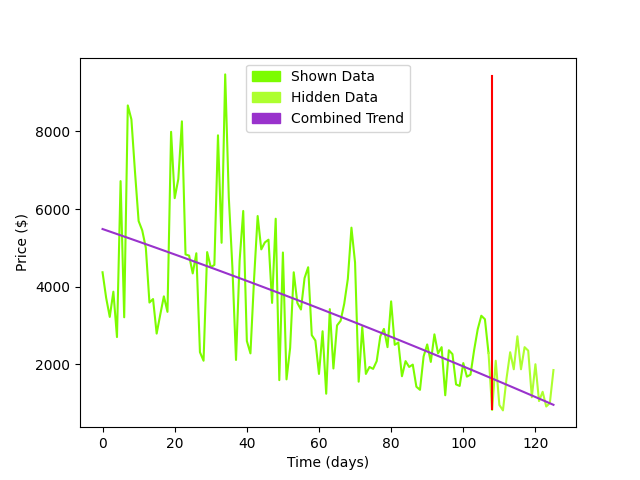 Shown Data
Hidden Data
Combined Trend
8000
6000
4000
2000
Price ($)
0 20 40 60 80 100 120
Time (days)